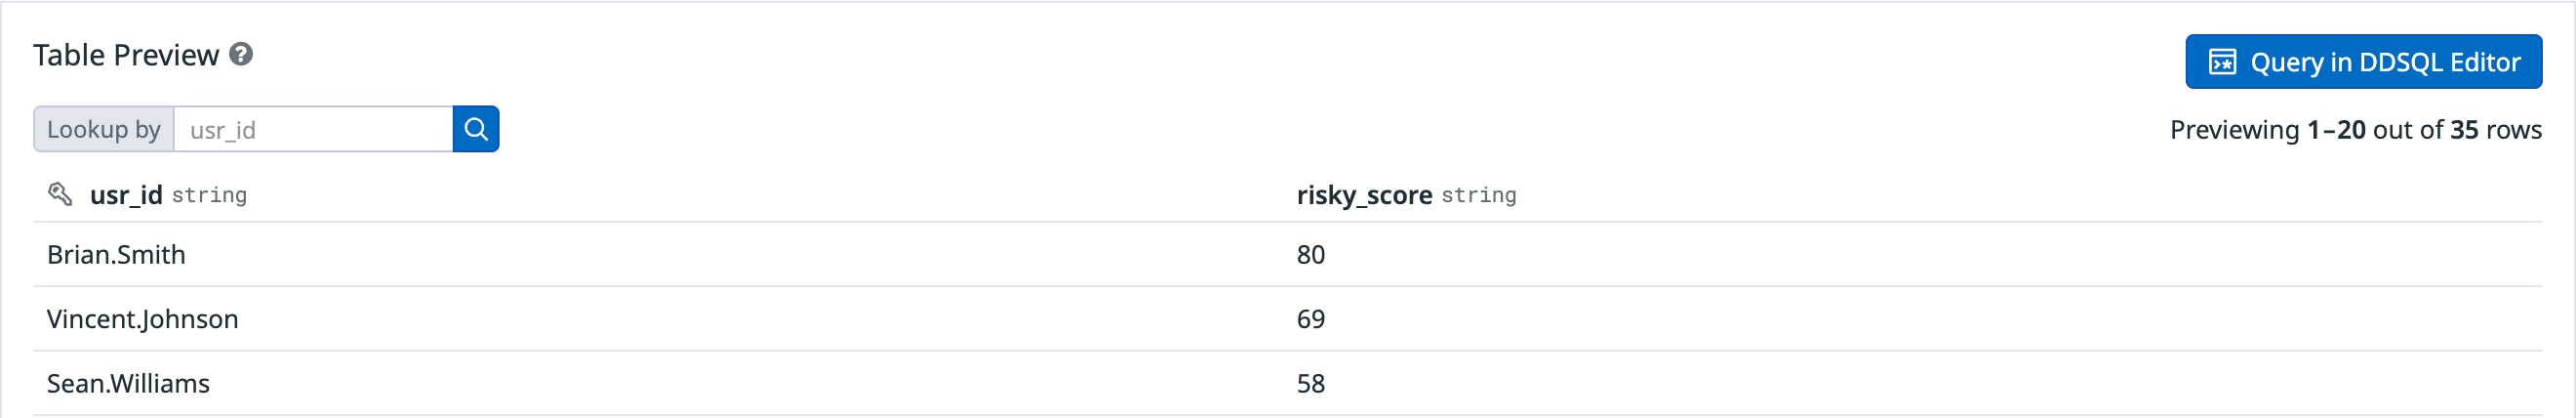 Table Preview
Query in DDSQL Editor
Lookup by usr_id
Previewing 1–20 out of 35 rows
usr_id string risky_score string
Brian.Smith 80
Vincent.Johnson 69
Sean.Williams 58